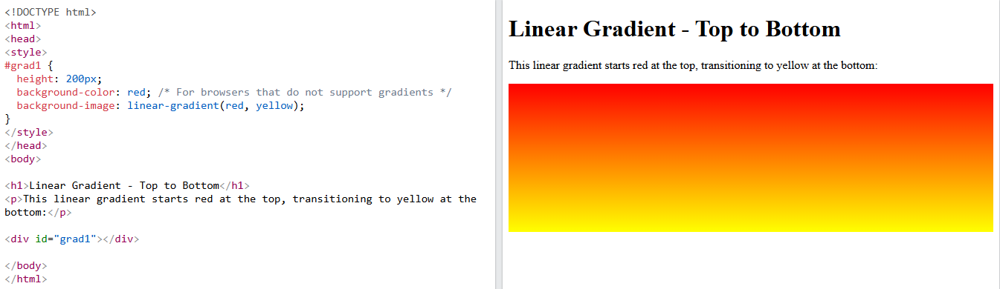 <!DOCTYPE html>
<html>
<head>
<style>
#grad1 {
  height: 200px;
  background-color: red; /* For browsers that do not support gradients */
  background-image: linear-gradient(red, yellow);
}
</style>
</head>
<body>

<h1>Linear Gradient - Top to Bottom</h1>
<p>This linear gradient starts red at the top, transitioning to yellow at the
bottom:</p>

<div id="grad1"></div>

</body>
</html>
Linear Gradient - Top to Bottom
This linear gradient starts red at the top, transitioning to yellow at the bottom: